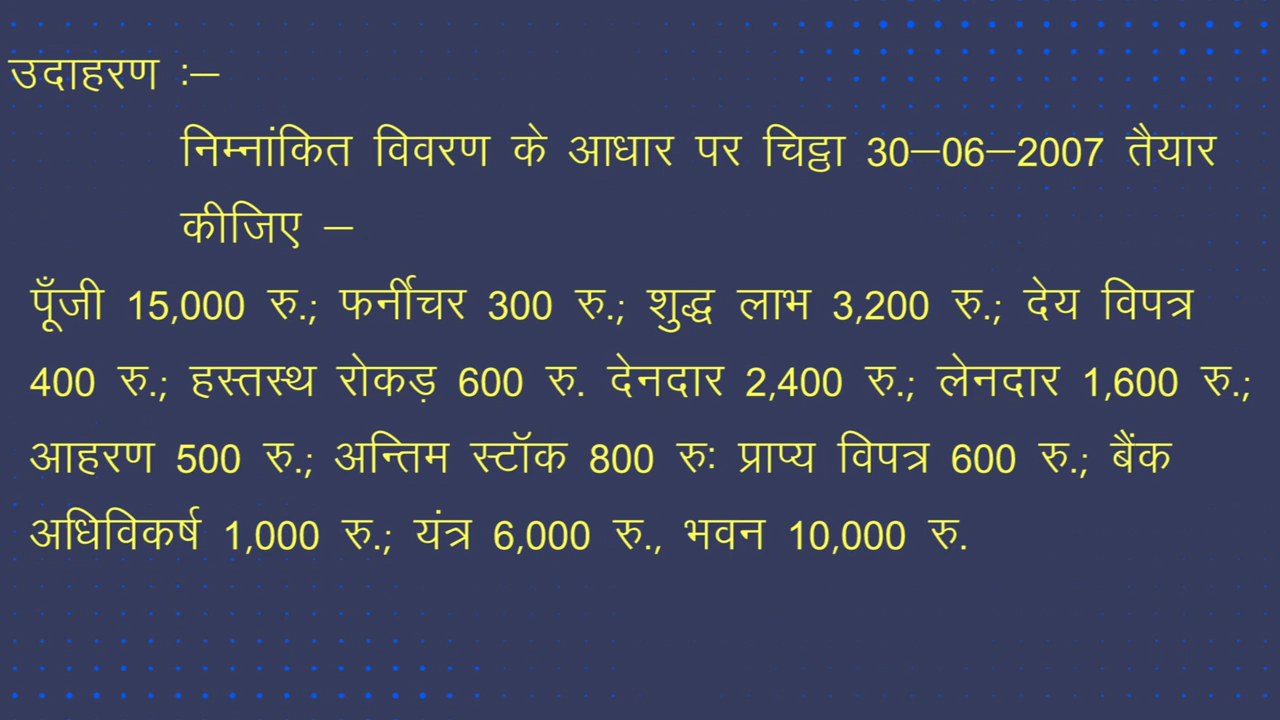 उदाहरण :–
निम्नांकित विवरण के आधार पर चिट्ठा 30–06–2007 तैयार
कीजिए –
पूँजी 15,000 रु.; फर्नीचर 300 रु.; शुद्ध लाभ 3,200 रु.; देय विपत्र
400 रु.; हस्तस्थ रोकड़ 600 रु. देनदार 2,400 रु.; लेनदार 1,600 रु.;
आहरण 500 रु.; अन्तिम स्टॉक 800 रुः प्राप्य विपत्र 600 रु.; बैंक
अधिविकर्ष 1,000 रु.; यंत्र 6,000 रु., भवन 10,000 रु.